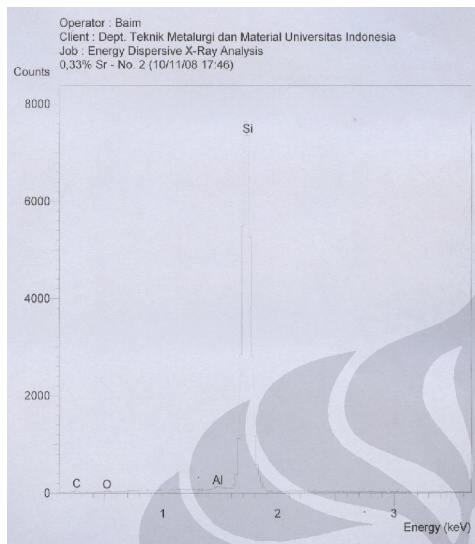 Operator : Baim
Client : Dept. Teknik Metalurgi dan Material Universitas Indonesia
Job : Energy Dispersive X-Ray Analysis
0,33% Sr - No. 2 (10/11/08 17:46)
Counts
8000
Si
6000
4000
2000
C O Al
0
1 2 3
Energy (keV)